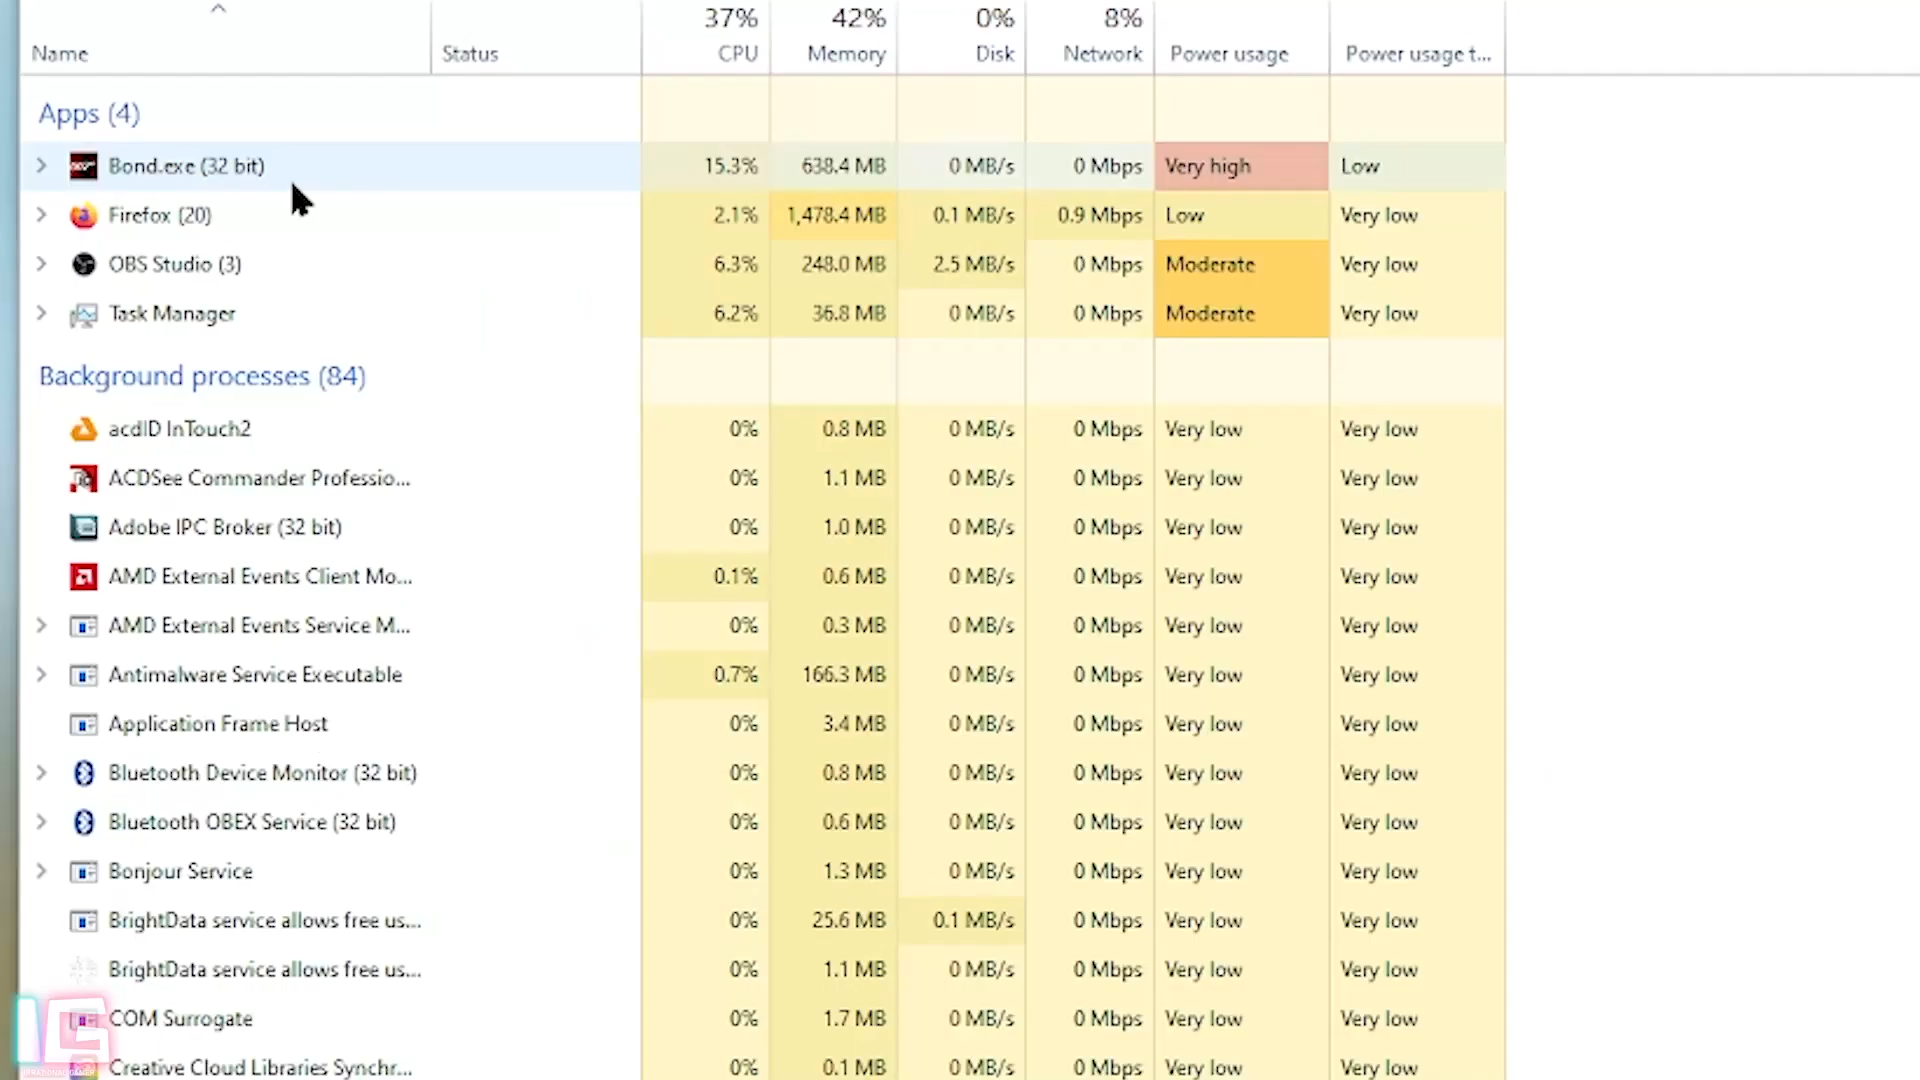 37% 42% 0% 8%
Name Status CPU Memory Disk Network Power usage Power usage t...
Apps (4)
Bond.exe (32 bit) 15.3% 638.4 MB 0 MB/s 0 Mbps Very high Low
Firefox (20) 2.1% 1,478.4 MB 0.1 MB/s 0.9 Mbps Low Very low
OBS Studio (3) 6.3% 248.0 MB 2.5 MB/s 0 Mbps Moderate Very low
Task Manager 6.2% 36.8 MB 0 MB/s 0 Mbps Moderate Very low
Background processes (84)
acdID InTouch2 0% 0.8 MB 0 MB/s 0 Mbps Very low Very low
ACDSee Commander Professio... 0% 1.1 MB 0 MB/s 0 Mbps Very low Very low
Adobe IPC Broker (32 bit) 0% 1.0 MB 0 MB/s 0 Mbps Very low Very low
AMD External Events Client Mo... 0.1% 0.6 MB 0 MB/s 0 Mbps Very low Very low
AMD External Events Service M... 0% 0.3 MB 0 MB/s 0 Mbps Very low Very low
Antimalware Service Executable 0.7% 166.3 MB 0 MB/s 0 Mbps Very low Very low
Application Frame Host 0% 3.4 MB 0 MB/s 0 Mbps Very low Very low
Bluetooth Device Monitor (32 bit) 0% 0.8 MB 0 MB/s 0 Mbps Very low Very low
Bluetooth OBEX Service (32 bit) 0% 0.6 MB 0 MB/s 0 Mbps Very low Very low
Bonjour Service 0% 1.3 MB 0 MB/s 0 Mbps Very low Very low
BrightData service allows free us... 0% 25.6 MB 0.1 MB/s 0 Mbps Very low Very low
BrightData service allows free us... 0% 1.1 MB 0 MB/s 0 Mbps Very low Very low
COM Surrogate 0% 1.7 MB 0 MB/s 0 Mbps Very low Very low
Creative Cloud Libraries Synchr... 0% 0.1 MB 0 MB/s 0 Mbps Very low Very low